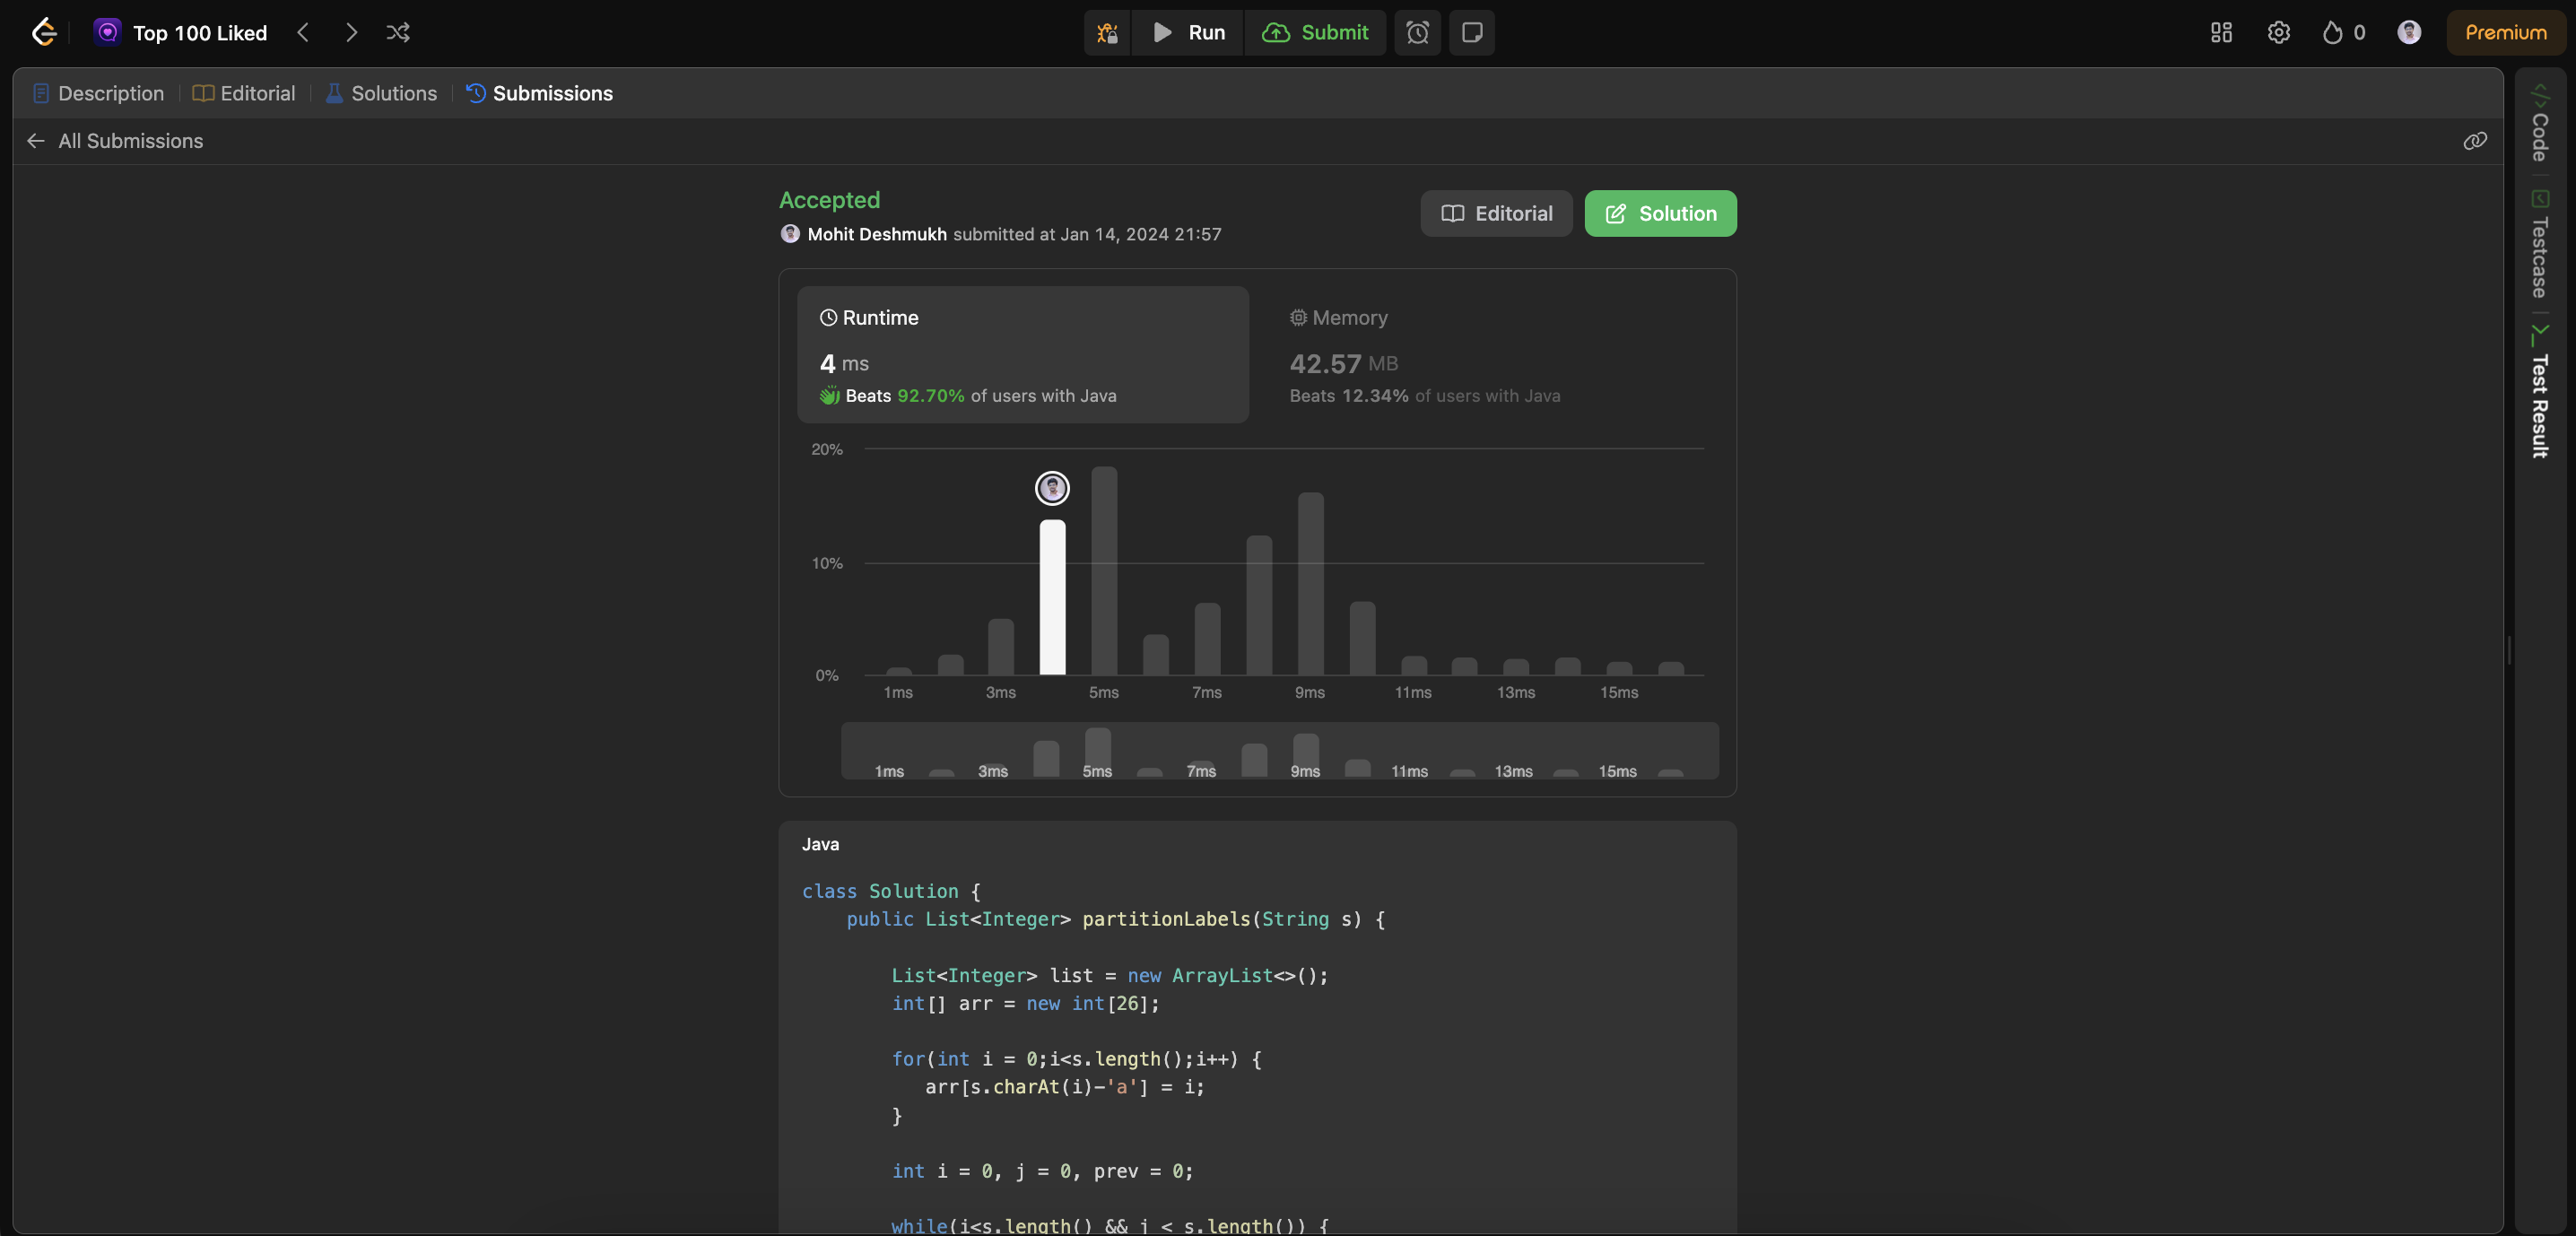 Top 100 Liked
Run
Submit
0
Premium
Description
Editorial
Solutions
Submissions
All Submissions
Accepted
Mohit Deshmukh submitted at Jan 14, 2024 21:57
Editorial
Solution
Runtime
4 ms
Beats 92.70% of users with Java
Memory
42.57 MB
Beats 12.34% of users with Java
20%
10%
0%
1ms 3ms 5ms 7ms 9ms 11ms 13ms 15ms
1ms 3ms 5ms 7ms 9ms 11ms 13ms 15ms
Java
class Solution {
    public List<Integer> partitionLabels(String s) {
        List<Integer> list = new ArrayList<>();
        int[] arr = new int[26];
        for(int i = 0;i<s.length();i++) {
           arr[s.charAt(i)-'a'] = i;
        }
        int i = 0, j = 0, prev = 0;
        while(i<s.length() && j < s.length()) {
Code
Testcase
Test Result